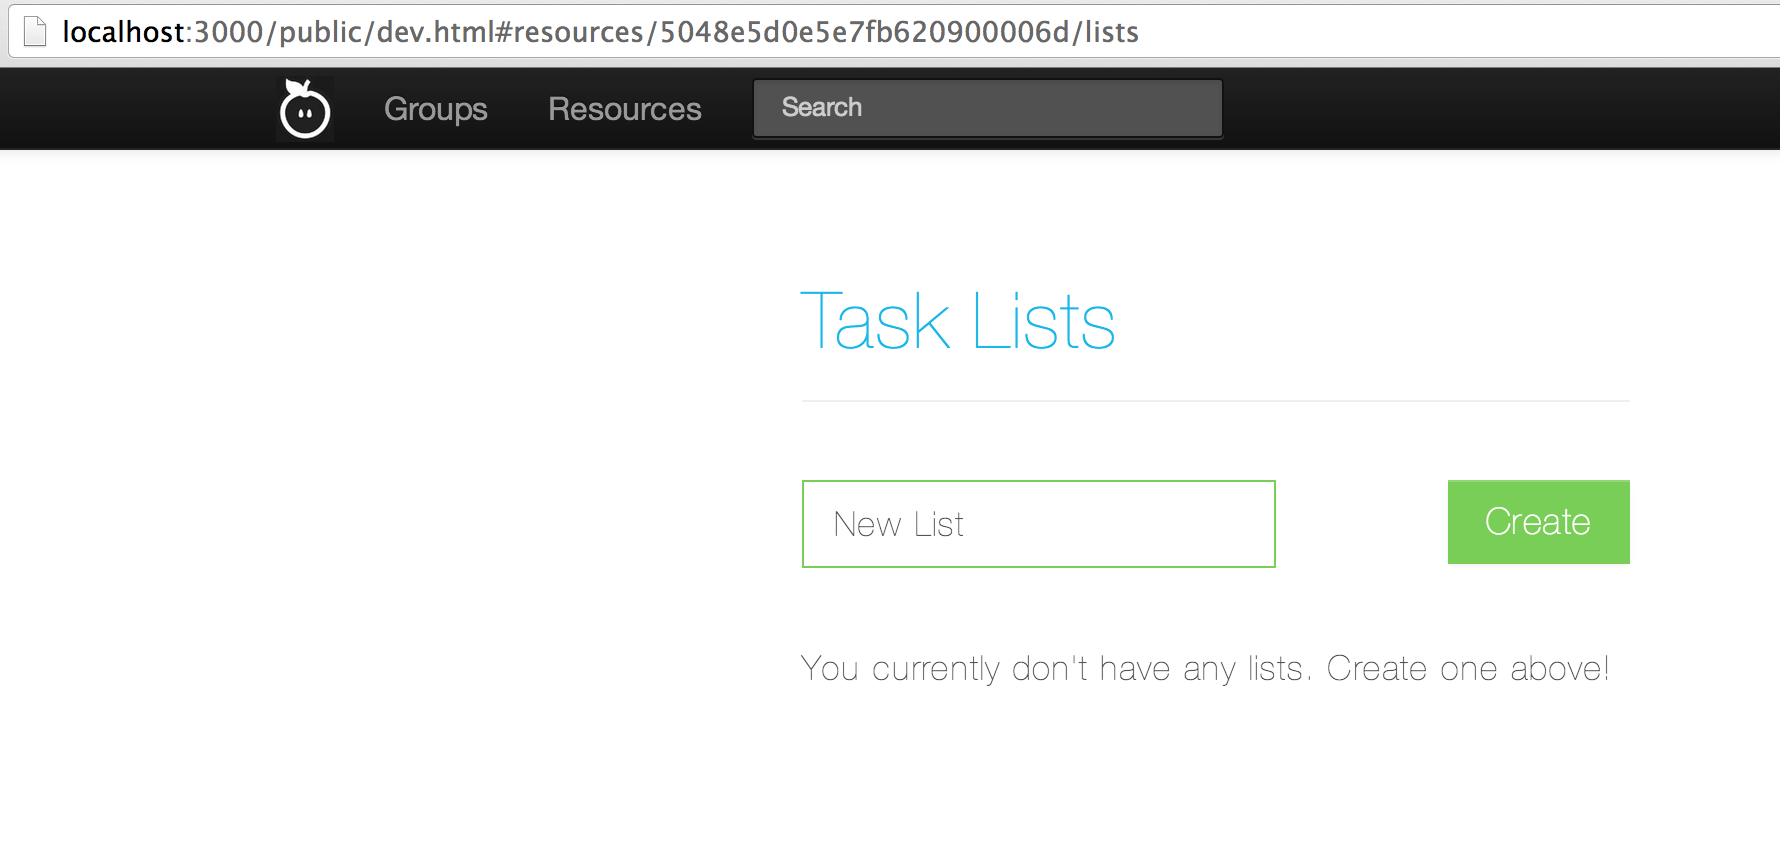 localhost:3000/public/dev.html#resources/5048e5d0e5e7fb620900006d/lists
Groups Resources Search
Task Lists
New List Create
You currently don't have any lists. Create one above!